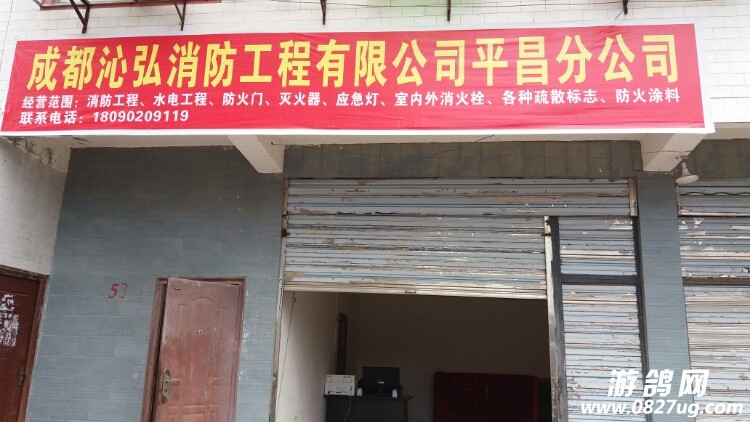 成都沁弘消防工程有限公司平昌分公司
经营范围：消防工程、水电工程、防火门、灭火器、应急灯、室内外消火栓、各种疏散标志、防火涂料
联系电话：18090209119
53
游鸽网
www.0827ug.com